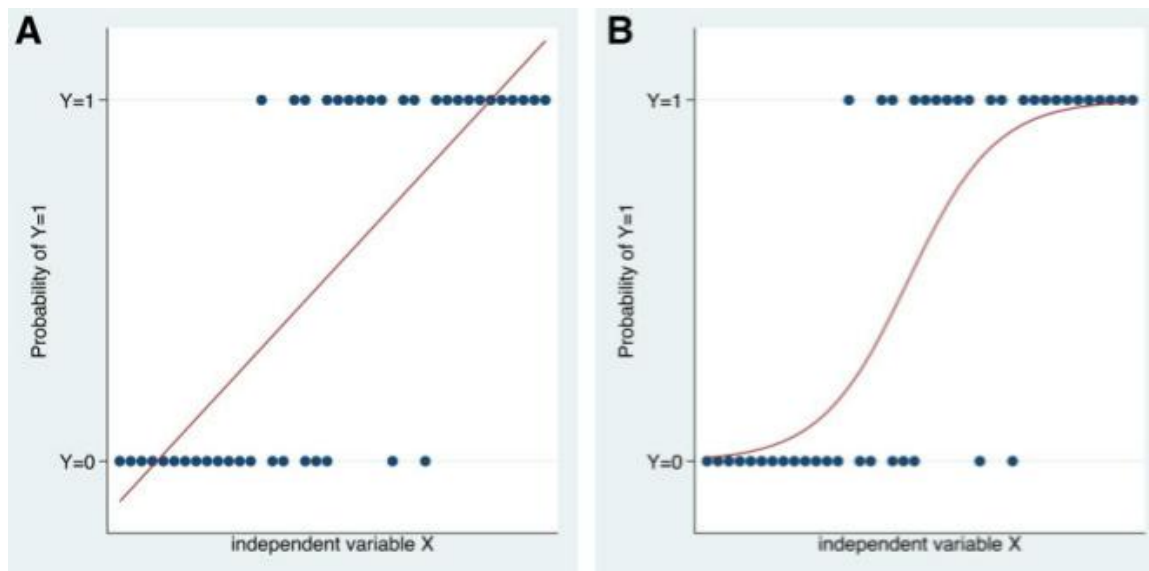 A
Y=1
Probability of Y=1
Y=0
independent variable X
B
Y=1
Probability of Y=1
Y=0
independent variable X